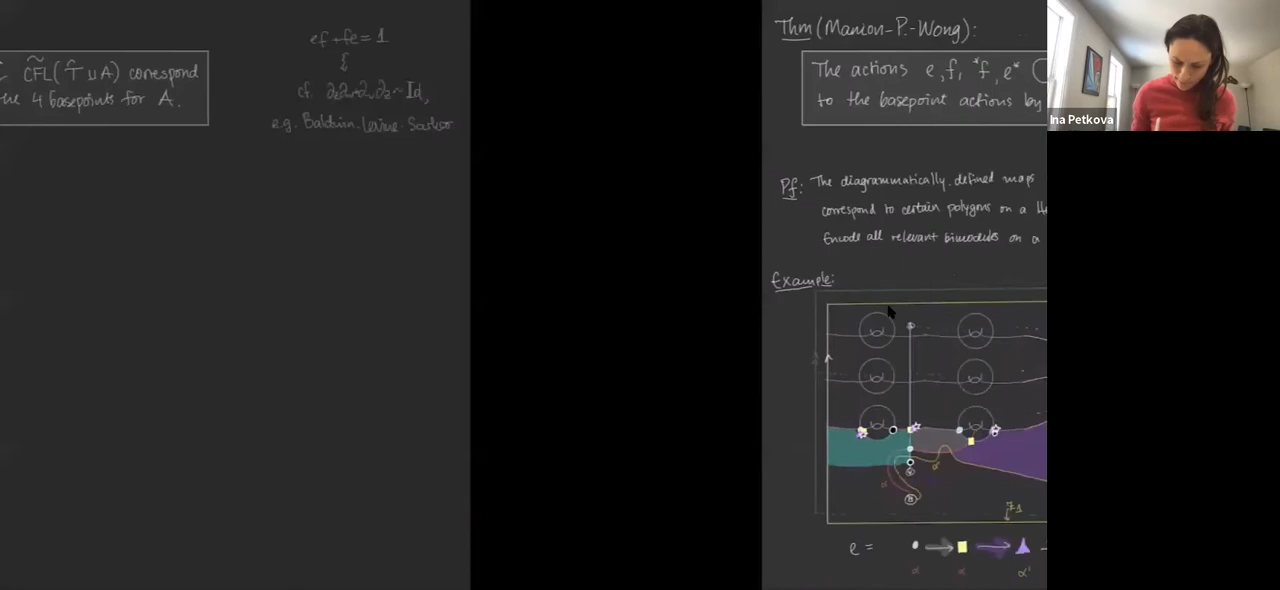 CFL(T ⊔ A) correspond
the 4 basepoints for A.
ef + fe = 1
cf. Id,
e.g. Baldwin-Levine-Sarkar
Thm (Manion-P.-Wong):
The actions e, f, *f, e*
to the basepoint actions by
Ina Petkova
Pf: The diagrammatically-defined maps
correspond to certain polygons on a
Encode all relevant bimodules on a
Example:
α
α
z1
e =
α α α'